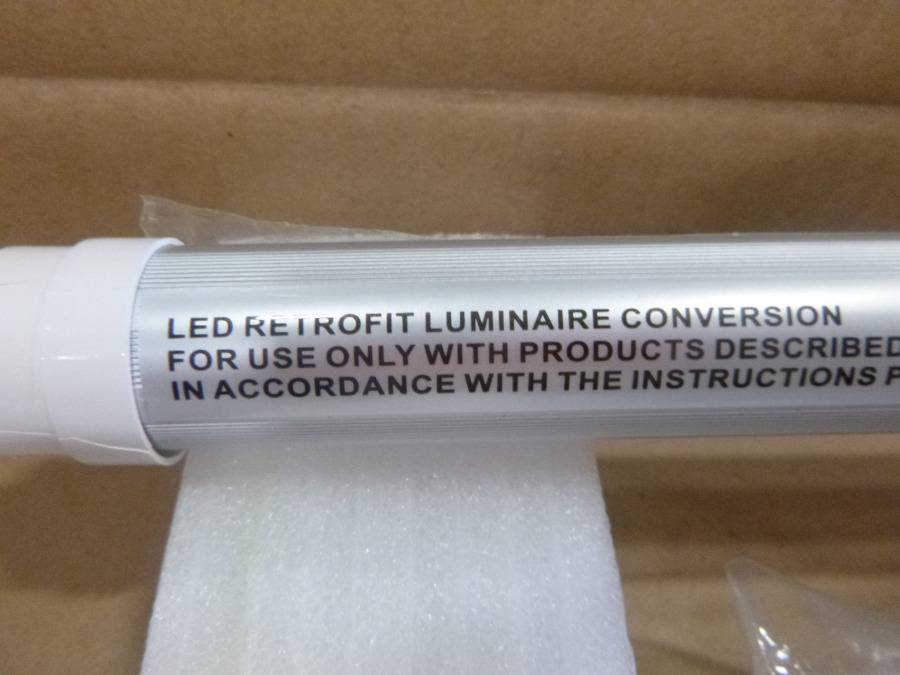 LED RETROFIT LUMINAIRE CONVERSION
FOR USE ONLY WITH PRODUCTS DESCRIBED
IN ACCORDANCE WITH THE INSTRUCTIONS P